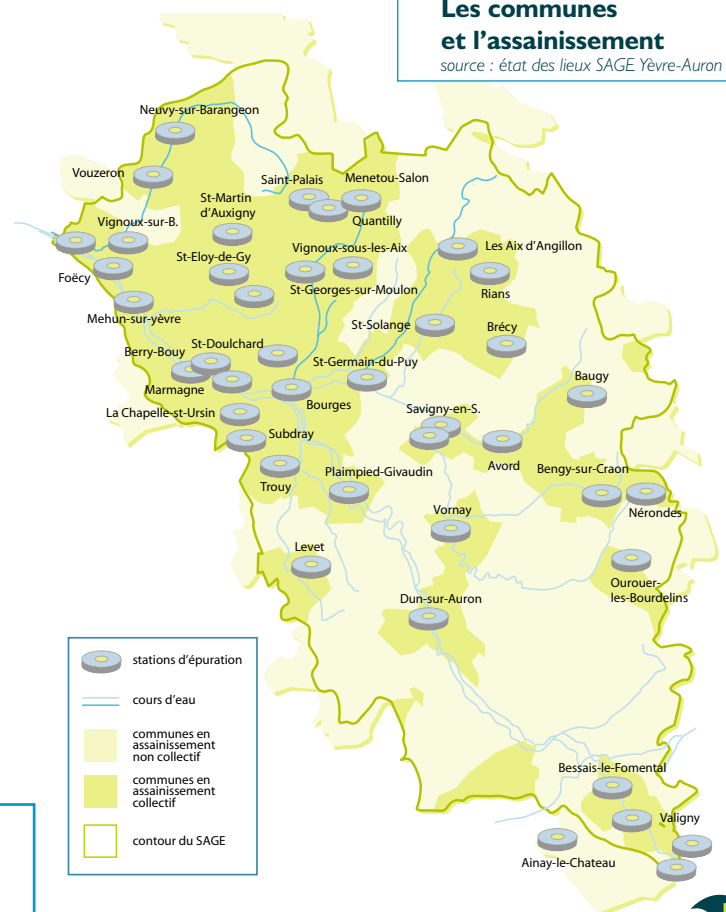 Les communes
et l'assainissement
source : état des lieux SAGE Yèvre-Auron
Neuvy-sur-Barangeon
Vouzeron
Saint-Palais
Menetou-Salon
St-Martin
d'Auxigny
Quantilly
Vignoux-sur-B.
Vignoux-sous-les-Aix
Les Aix d'Angillon
St-Eloy-de-Gy
Foëcy
St-Georges-sur-Moulon
Rians
Mehun-sur-yèvre
St-Solange
Brécy
Berry-Bouy
St-Doulchard
St-Germain-du-Puy
Baugy
Marmagne
Bourges
La Chapelle-st-Ursin
Savigny-en-S.
Subdray
Avord
Bengy-sur-Craon
Plaimpied-Givaudin
Trouy
Vornay
Nérondes
Levet
Ourouer-
les-Bourdelins
Dun-sur-Auron
stations d'épuration
cours d'eau
communes en
assainissement
non collectif
communes en
assainissement
collectif
contour du SAGE
Bessais-le-Fomental
Valigny
Ainay-le-Chateau